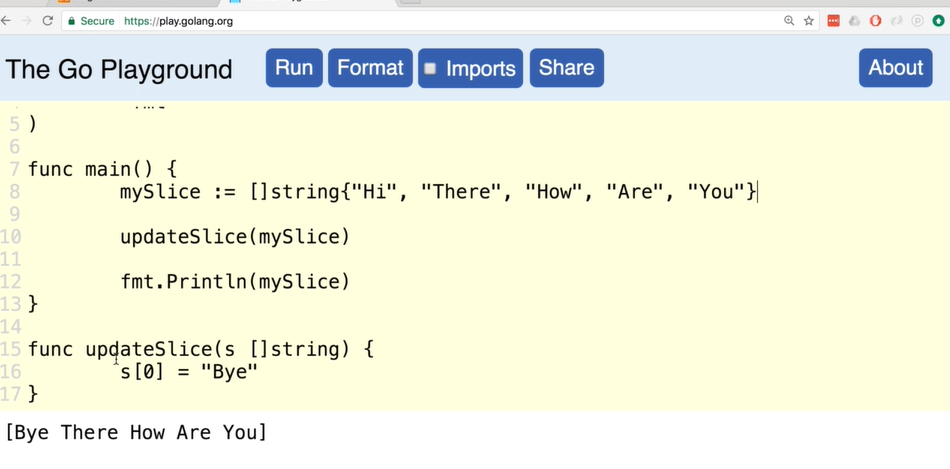 Secure https://play.golang.org
The Go Playground Run Format Imports Share About
5 )
6
7 func main() {
8 mySlice := []string{"Hi", "There", "How", "Are", "You"}
9
10 updateSlice(mySlice)
11
12 fmt.Println(mySlice)
13 }
14
15 func updateSlice(s []string) {
16 s[0] = "Bye"
17 }
[Bye There How Are You]